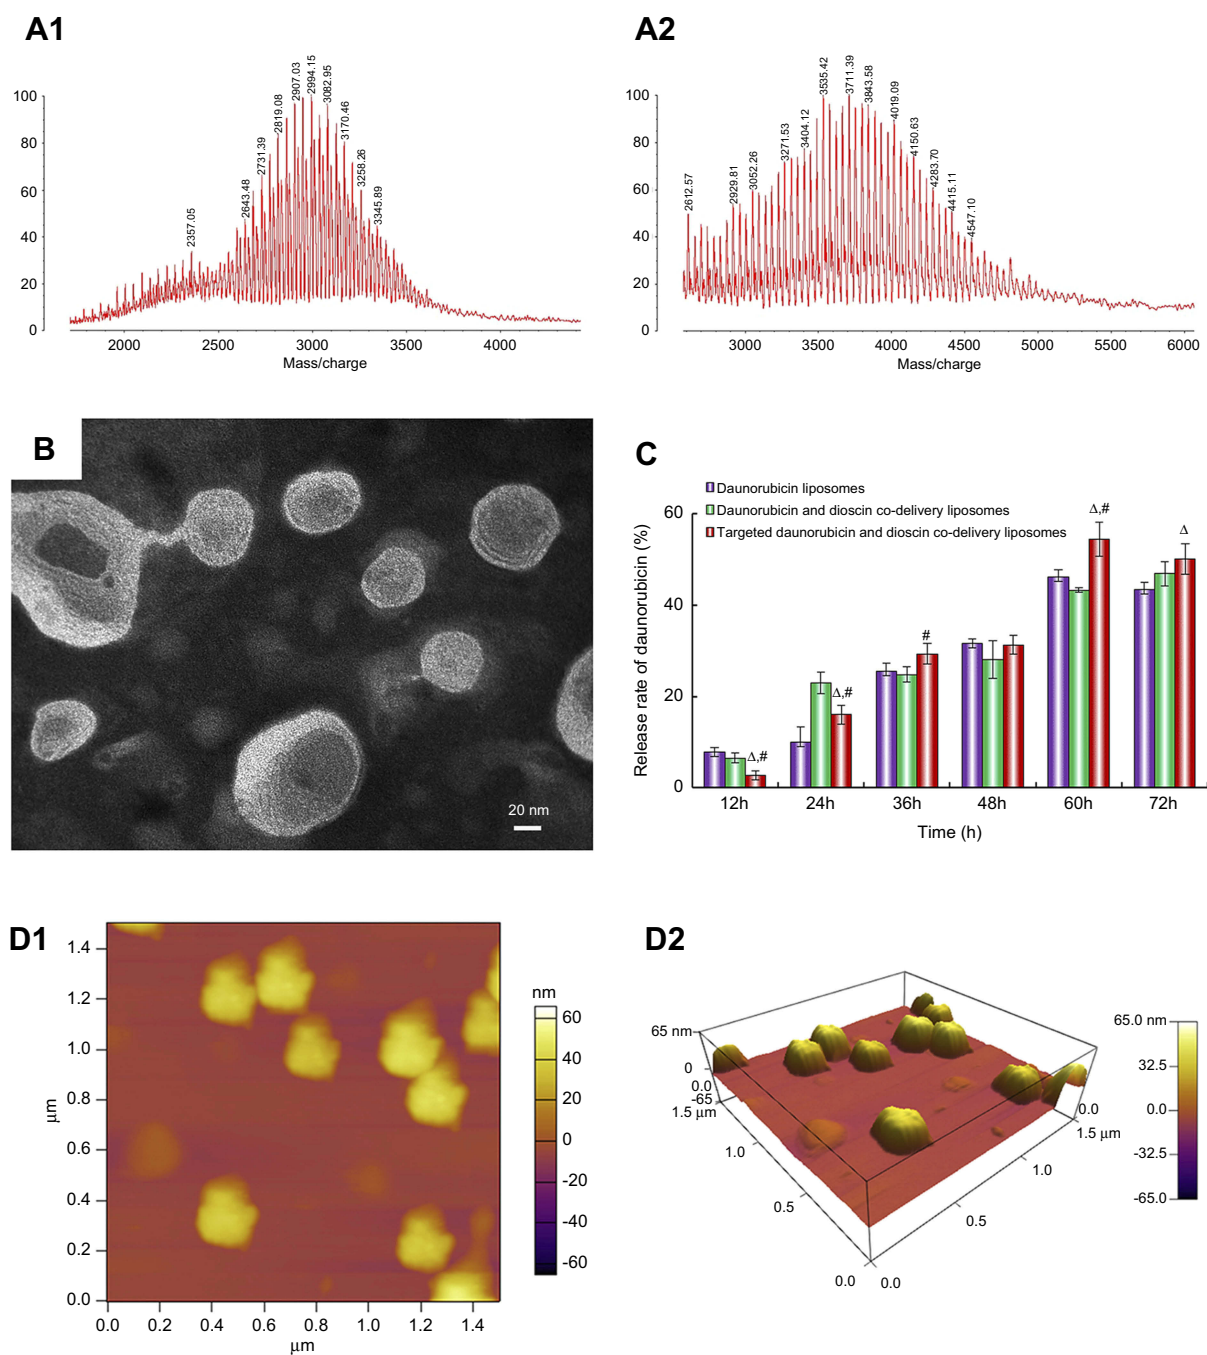 A1
2357.05
2643.48
2731.39
2819.08
2907.03
2994.15
3082.95
3170.46
3258.26
3345.89
100
80
60
40
20
0
2000 2500 3000 3500 4000
Mass/charge
A2
2612.57
2929.81
3052.26
3271.53
3404.12
3535.42
3711.39
3843.58
4019.09
4150.63
4283.70
4415.11
4547.10
100
80
60
40
20
0
3000 3500 4000 4500 5000 5500 6000
Mass/charge
B
20 nm
C
Daunorubicin liposomes
Daunorubicin and dioscin co-delivery liposomes
Targeted daunorubicin and dioscin co-delivery liposomes
Release rate of daunorubicin (%)
60
40
20
0
Δ,#
Δ,#
#
Δ,#
Δ
12h 24h 36h 48h 60h 72h
Time (h)
D1
μm
1.4
1.2
1.0
0.8
0.6
0.4
0.2
0.0
0.0 0.2 0.4 0.6 0.8 1.0 1.2 1.4
μm
nm
60
40
20
0
-20
-40
-60
D2
65 nm
0
0.0
-65
1.5 μm
1.0
0.5
0.0
0.0
0.5
1.0
1.5 μm
0.0
65.0 nm
32.5
0.0
-32.5
-65.0